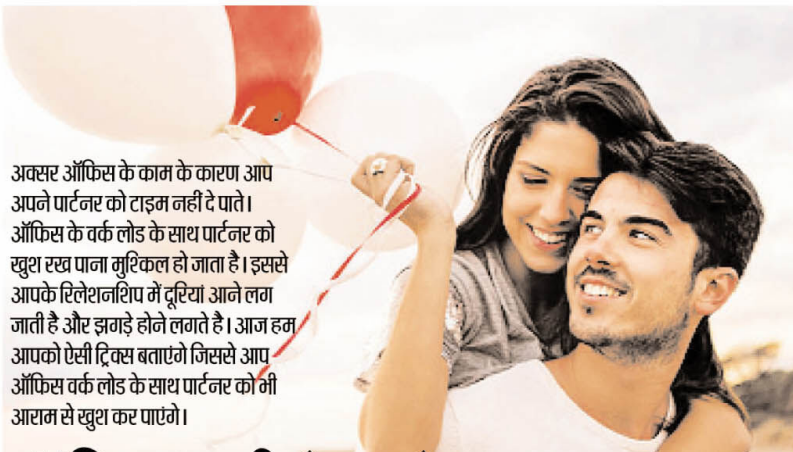 अक्सर ऑफिस के काम के कारण आप
अपने पार्टनर को टाइम नहीं दे पाते।
ऑफिस के वर्क लोड के साथ पार्टनर को
खुश रख पाना मुश्किल हो जाता है। इससे
आपके रिलेशनशिप में दूरियां आने लग
जाती है और झगड़े होने लगते है। आज हम
आपको ऐसी ट्रिक्स बताएंगे जिससे आप
ऑफिस वर्क लोड के साथ पार्टनर को भी
आराम से खुश कर पाएंगे।